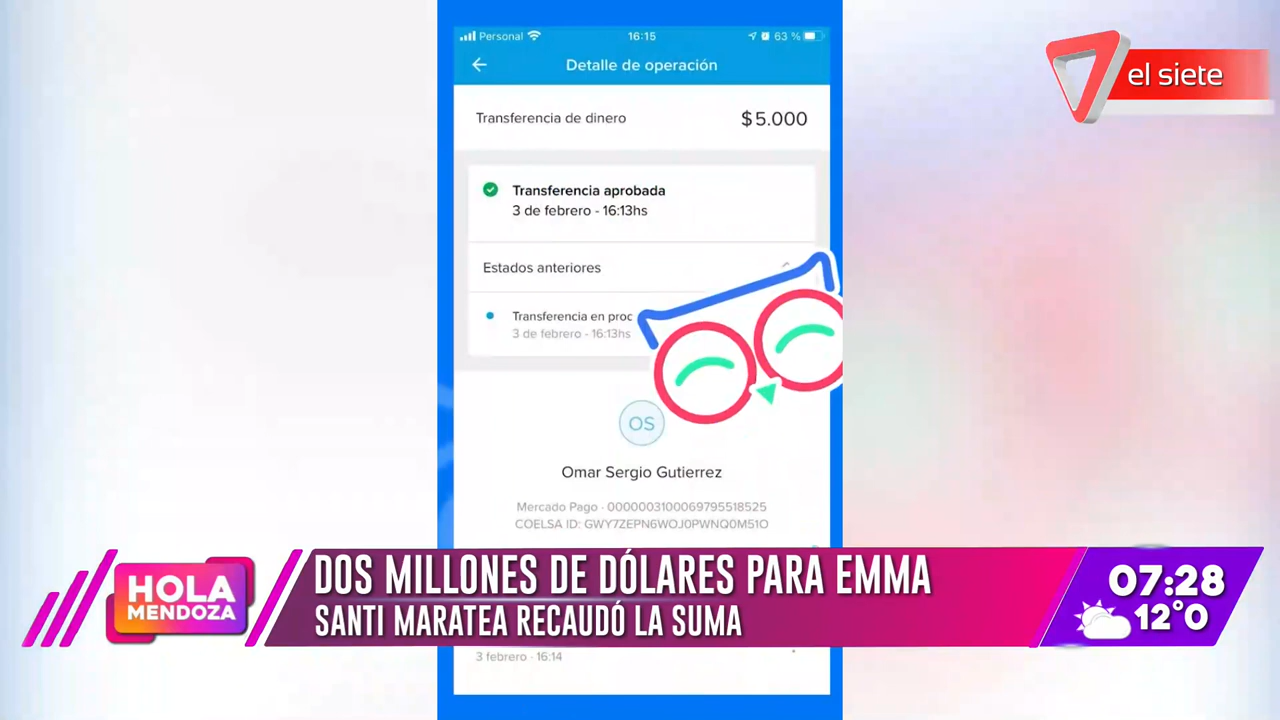 Personal
16:15
63 %
Detalle de operación
el siete
Transferencia de dinero
$5.000
Transferencia aprobada
3 de febrero - 16:13hs
Estados anteriores
Transferencia en proc
3 de febrero - 16:13hs
OS
Omar Sergio Gutierrez
Mercado Pago · 0000003100069795518525
COELSA ID: GWY7ZEPN6WOJ0PWNQ0M51O
HOLA
MENDOZA
DOS MILLONES DE DÓLARES PARA EMMA
SANTI MARATEA RECAUDÓ LA SUMA
07:28
12°0
3 febrero - 16:14